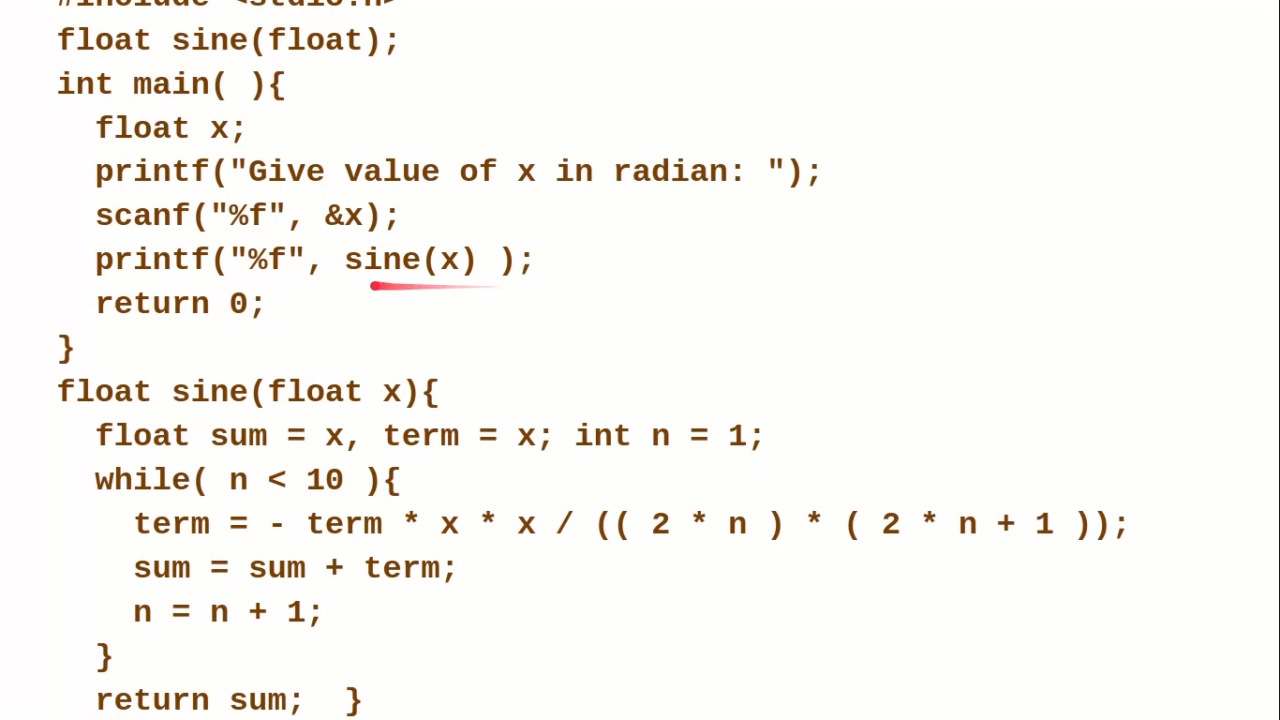 #include <stdio.h>
float sine(float);
int main( ){
float x;
printf("Give value of x in radian: ");
scanf("%f", &x);
printf("%f", sine(x) );
return 0;
}
float sine(float x){
float sum = x, term = x; int n = 1;
while( n < 10 ){
term = - term * x * x / (( 2 * n ) * ( 2 * n + 1 ));
sum = sum + term;
n = n + 1;
}
return sum; }